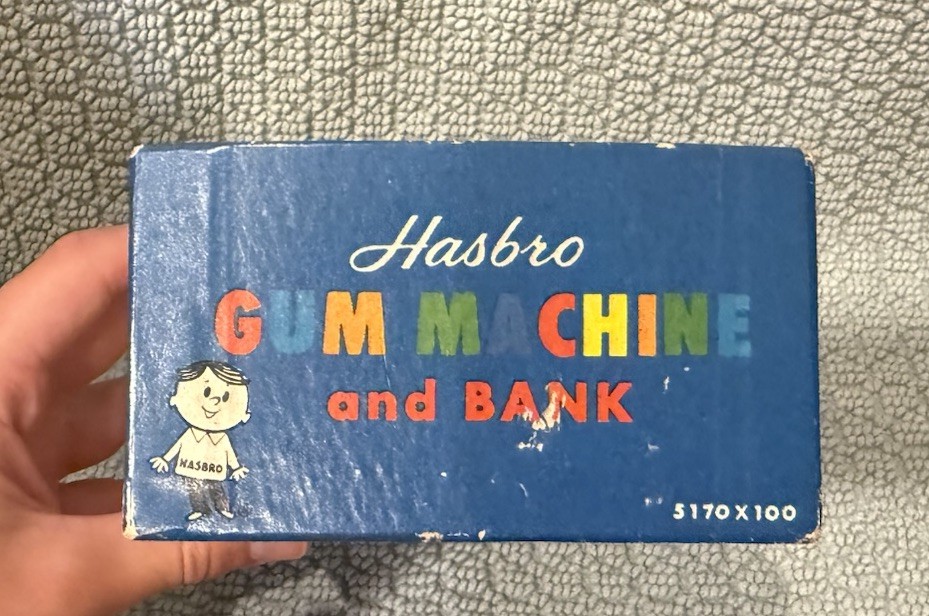 Hasbro
GUM MACHINE
and BANK
HASBRO
5170X100